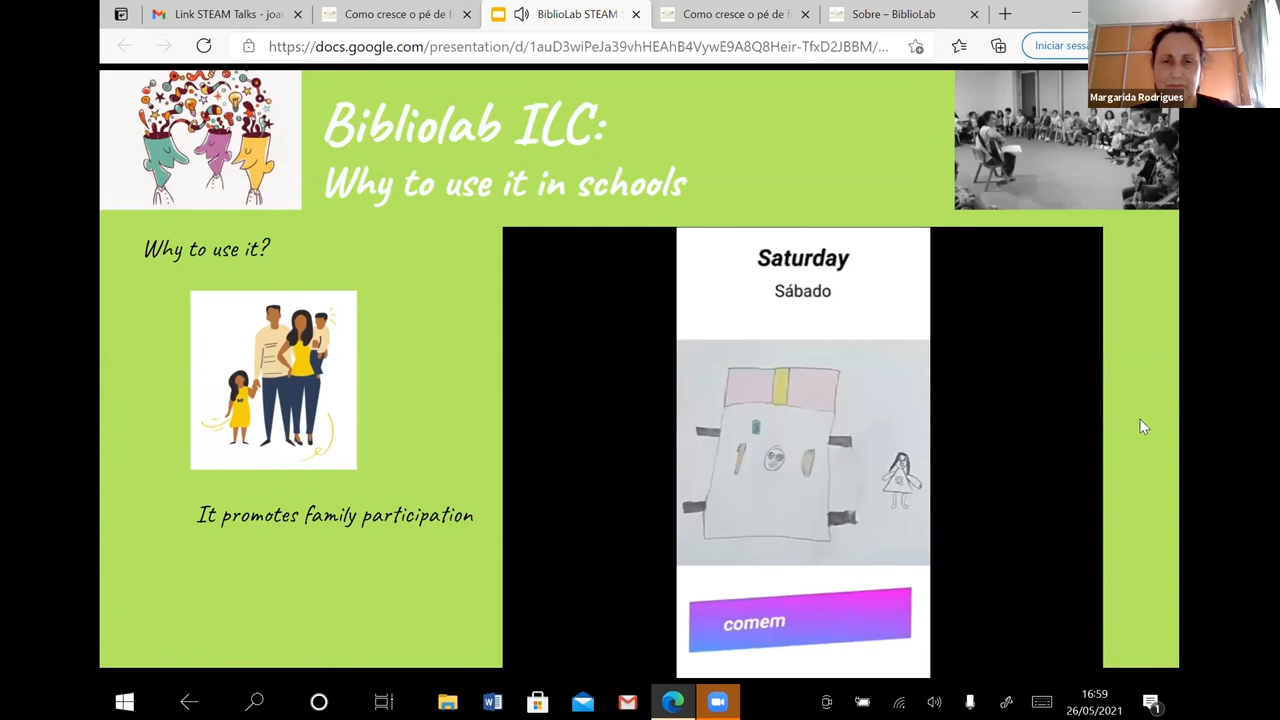 Link STEAM Talks - joa
Como cresce o pé de f
BiblioLab STEAM
Como cresce o pé de f
Sobre – BiblioLab
https://docs.google.com/presentation/d/1auD3wiPeJa39vhHEAhB4VywE9A8Q8Heir-TfxD2JBBM/...
Iniciar sess
Margarida Rodrigues
Bibliolab ILC:
Why to use it in schools
Why to use it?
It promotes family participation
Saturday
Sábado
comem
16:59
26/05/2021
1